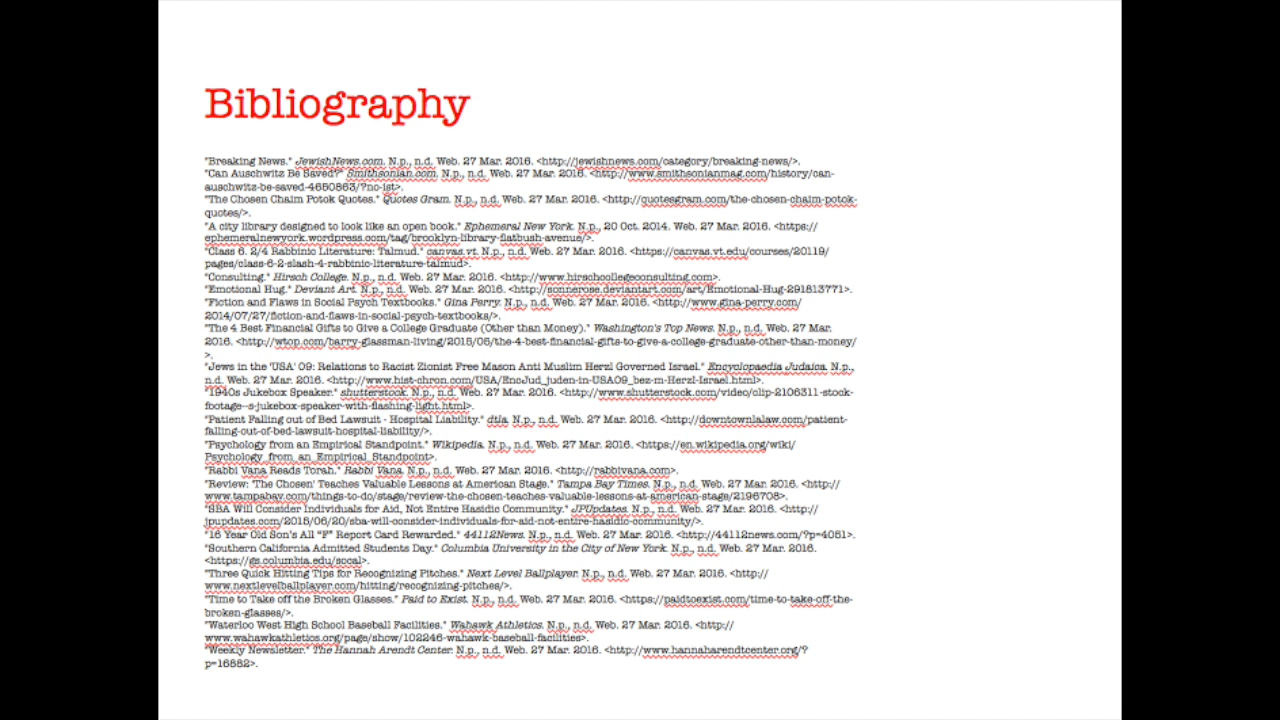 Bibliography
"Breaking News." JewishNews.com. N.p., n.d. Web. 27 Mar. 2016. <http://jewishnews.com/category/breaking-news/>.
"Can Auschwitz Be Saved?" Smithsonian.com. N.p., n.d. Web. 27 Mar. 2016. <http://www.smithsonianmag.com/history/can-
auschwitz-be-saved-4650863/?no-ist>.
"The Chosen Chaim Potok Quotes." Quotes Gram. N.p., n.d. Web. 27 Mar. 2016. <http://quotesgram.com/the-chosen-chaim-potok-
quotes/>.
"A city library designed to look like an open book." Ephemeral New York. N.p., 20 Oct. 2014. Web. 27 Mar. 2016. <https://
ephemeralnewyork.wordpress.com/tag/brooklyn-library-flatbush-avenue/>.
"Class 6. 2/4 Rabbinic Literature: Talmud." canvas.vt. N.p., n.d. Web. 27 Mar. 2016. <https://canvas.vt.edu/courses/20119/
pages/class-6-2-slash-4-rabbinic-literature-talmud>.
"Consulting." Hirsch College. N.p., n.d. Web. 27 Mar. 2016. <http://www.hirschcollegeconsulting.com>.
"Emotional Hug." Deviant Art. N.p., n.d. Web. 27 Mar. 2016. <http://sonnerose.deviantart.com/art/Emotional-Hug-291813771>.
"Fiction and Flaws in Social Psych Textbooks." Gina Perry. N.p., n.d. Web. 27 Mar. 2016. <http://www.gina-perry.com/
2014/07/27/fiction-and-flaws-in-social-psych-textbooks/>.
"The 4 Best Financial Gifts to Give a College Graduate (Other than Money)." Washington's Top News. N.p., n.d. Web. 27 Mar.
2016. <http://wtop.com/barry-glassman-living/2015/05/the-4-best-financial-gifts-to-give-a-college-graduate-other-than-money/
>.
"Jews in the 'USA' 09: Relations to Racist Zionist Free Mason Anti Muslim Herzl Governed Israel." Encyclopaedia Judaica. N.p.,
n.d. Web. 27 Mar. 2016. <http://www.hist-chron.com/USA/EncJud_juden-in-USA09_bez-m-Herzl-Israel.html>.
"1940s Jukebox Speaker." shutterstock. N.p., n.d. Web. 27 Mar. 2016. <http://www.shutterstock.com/video/clip-2106311-stock-
footage--s-jukebox-speaker-with-flashing-light.html>.
"Patient Falling out of Bed Lawsuit - Hospital Liability." dtla. N.p., n.d. Web. 27 Mar. 2016. <http://downtownlalaw.com/patient-
falling-out-of-bed-lawsuit-hospital-liability/>.
"Psychology from an Empirical Standpoint." Wikipedia. N.p., n.d. Web. 27 Mar. 2016. <https://en.wikipedia.org/wiki/
Psychology_from_an_Empirical_Standpoint>.
"Rabbi Vana Reads Torah." Rabbi Vana. N.p., n.d. Web. 27 Mar. 2016. <http://rabbivana.com>.
"Review: 'The Chosen' Teaches Valuable Lessons at American Stage." Tampa Bay Times. N.p., n.d. Web. 27 Mar. 2016. <http://
www.tampabay.com/things-to-do/stage/review-the-chosen-teaches-valuable-lessons-at-american-stage/2196708>.
"SBA Will Consider Individuals for Aid, Not Entire Hasidic Community." JPUpdates. N.p., n.d. Web. 27 Mar. 2016. <http://
jpupdates.com/2015/06/20/sba-will-consider-individuals-for-aid-not-entire-hasidic-community/>.
"16 Year Old Son's All "F" Report Card Rewarded." 44112News. N.p., n.d. Web. 27 Mar. 2016. <http://44112news.com/?p=4051>.
"Southern California Admitted Students Day." Columbia University in the City of New York. N.p., n.d. Web. 27 Mar. 2016.
<https://gs.columbia.edu/socal>.
"Three Quick Hitting Tips for Recognizing Pitches." Next Level Ballplayer. N.p., n.d. Web. 27 Mar. 2016. <http://
www.nextlevelballplayer.com/hitting/recognizing-pitches/>.
"Time to Take off the Broken Glasses." Paid to Exist. N.p., n.d. Web. 27 Mar. 2016. <https://paidtoexist.com/time-to-take-off-the-
broken-glasses/>.
"Waterloo West High School Baseball Facilities." Wahawk Athletics. N.p., n.d. Web. 27 Mar. 2016. <http://
www.wahawkathletics.org/page/show/102246-wahawk-baseball-facilities>.
"Weekly Newsletter." The Hannah Arendt Center. N.p., n.d. Web. 27 Mar. 2016. <http://www.hannaharendtcenter.org/?
p=16882>.